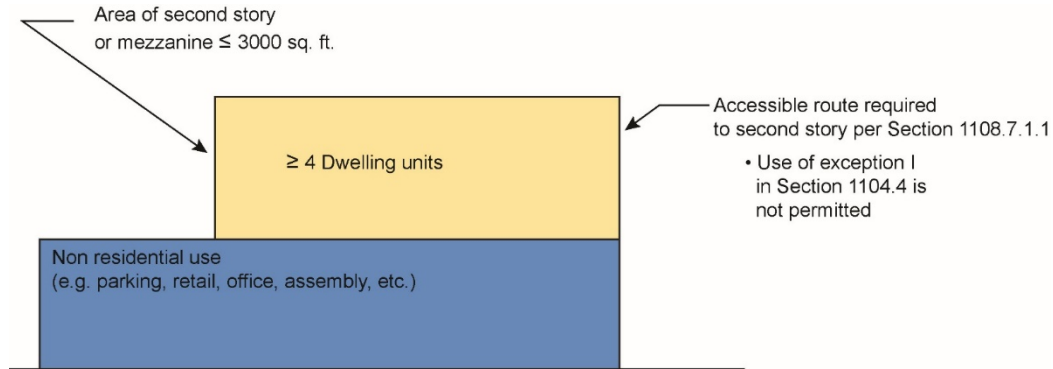 Area of second story
or mezzanine ≤ 3000 sq. ft.
Accessible route required
to second story per Section 1108.7.1.1
• Use of exception I
in Section 1104.4 is
not permitted
≥ 4 Dwelling units
Non residential use
(e.g. parking, retail, office, assembly, etc.)